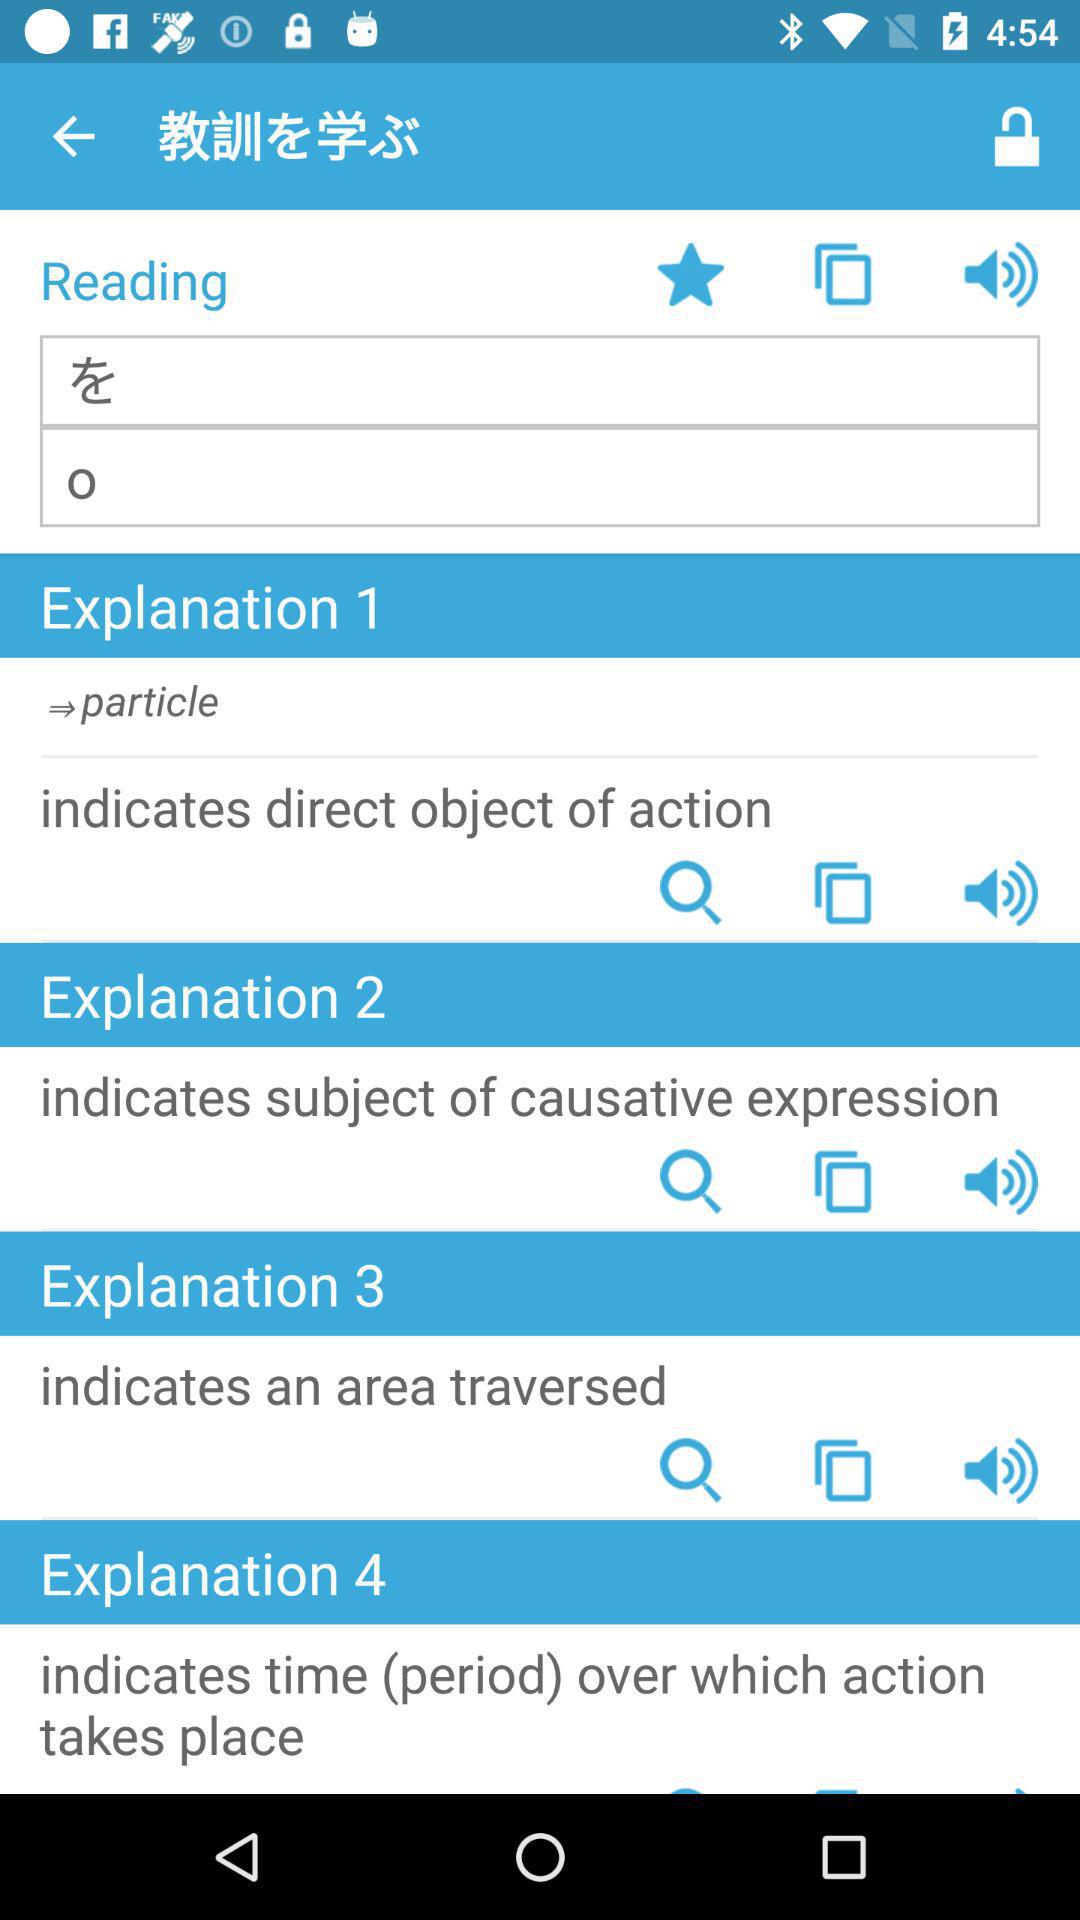 FAKE
4:54
教訓を学ぶ
Reading
を
o
Explanation 1
⇒particle
indicates direct object of action
Explanation 2
indicates subject of causative expression
Explanation 3
indicates an area traversed
Explanation 4
indicates time (period) over which action
takes place